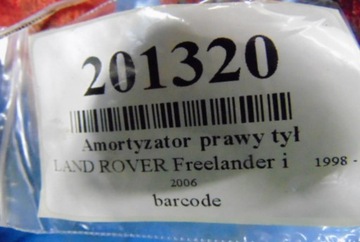 201320
Amortyzator prawy tył
LAND ROVER Freelander i 1998 -
2006
barcode